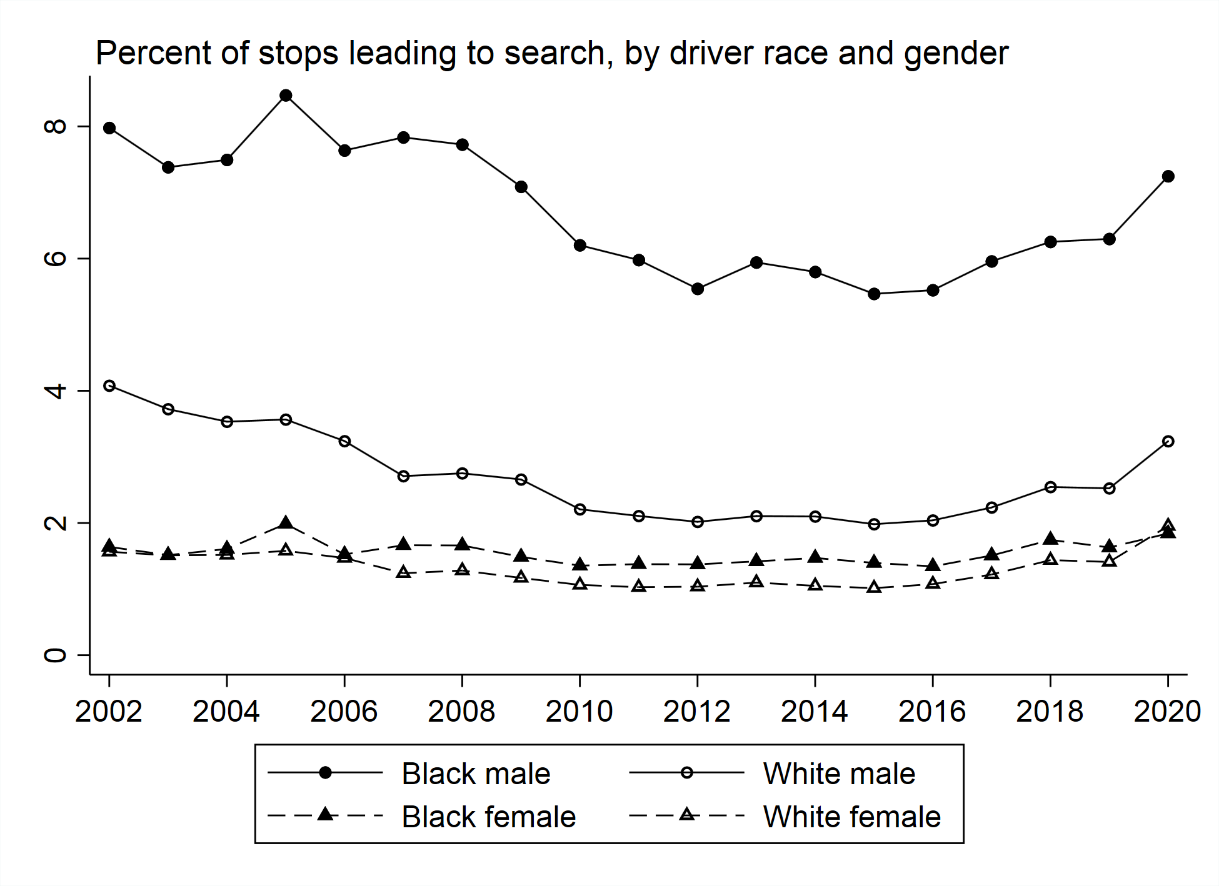 Percent of stops leading to search, by driver race and gender
8
6
4
2
0
2002 2004 2006 2008 2010 2012 2014 2016 2018 2020
Black male White male
Black female White female